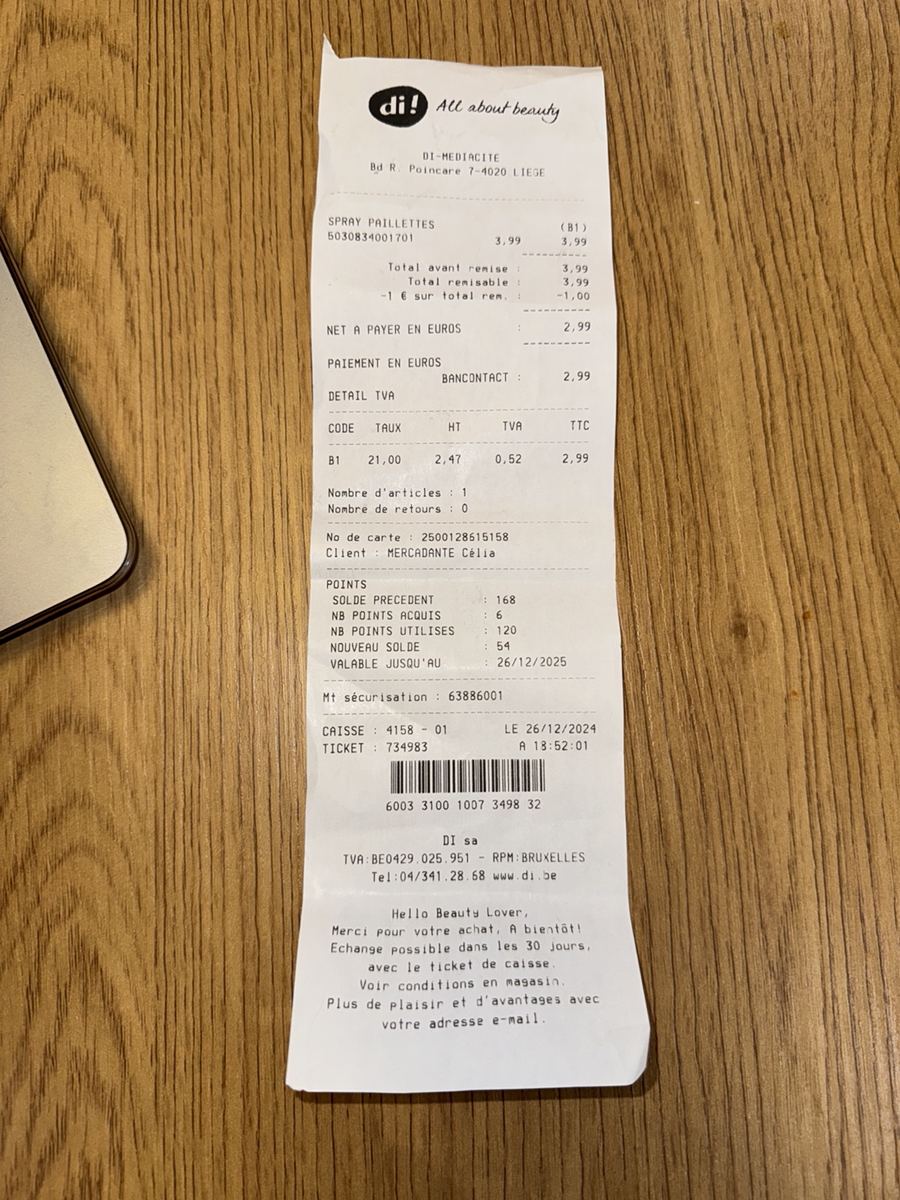 di! All about beauty
DI-MEDIACITE
Bd R. Poincare 7-4020 LIEGE
SPRAY PAILLETTES (B1)
5030834001701 3,99 3,99
Total avant remise : 3,99
Total remisable : 3,99
-1 € sur total rem. : -1,00
NET A PAYER EN EUROS : 2,99
PAIEMENT EN EUROS
BANCONTACT : 2,99
DETAIL TVA
CODE TAUX HT TVA TTC
B1 21,00 2,47 0,52 2,99
Nombre d'articles : 1
Nombre de retours : 0
No de carte : 2500128615158
Client : MERCADANTE Célia
POINTS
SOLDE PRECEDENT : 168
NB POINTS ACQUIS : 6
NB POINTS UTILISES : 120
NOUVEAU SOLDE : 54
VALABLE JUSQU'AU : 26/12/2025
Mt sécurisation : 63886001
CAISSE : 4158 - 01 LE 26/12/2024
TICKET : 734983 A 18:52:01
6003 3100 1007 3498 32
DI sa
TVA:BE0429.025.951 - RPM:BRUXELLES
Tel:04/341.28.68 www.di.be
Hello Beauty Lover,
Merci pour votre achat, A bientôt!
Echange possible dans les 30 jours,
avec le ticket de caisse.
Voir conditions en magasin.
Plus de plaisir et d'avantages avec
votre adresse e-mail.